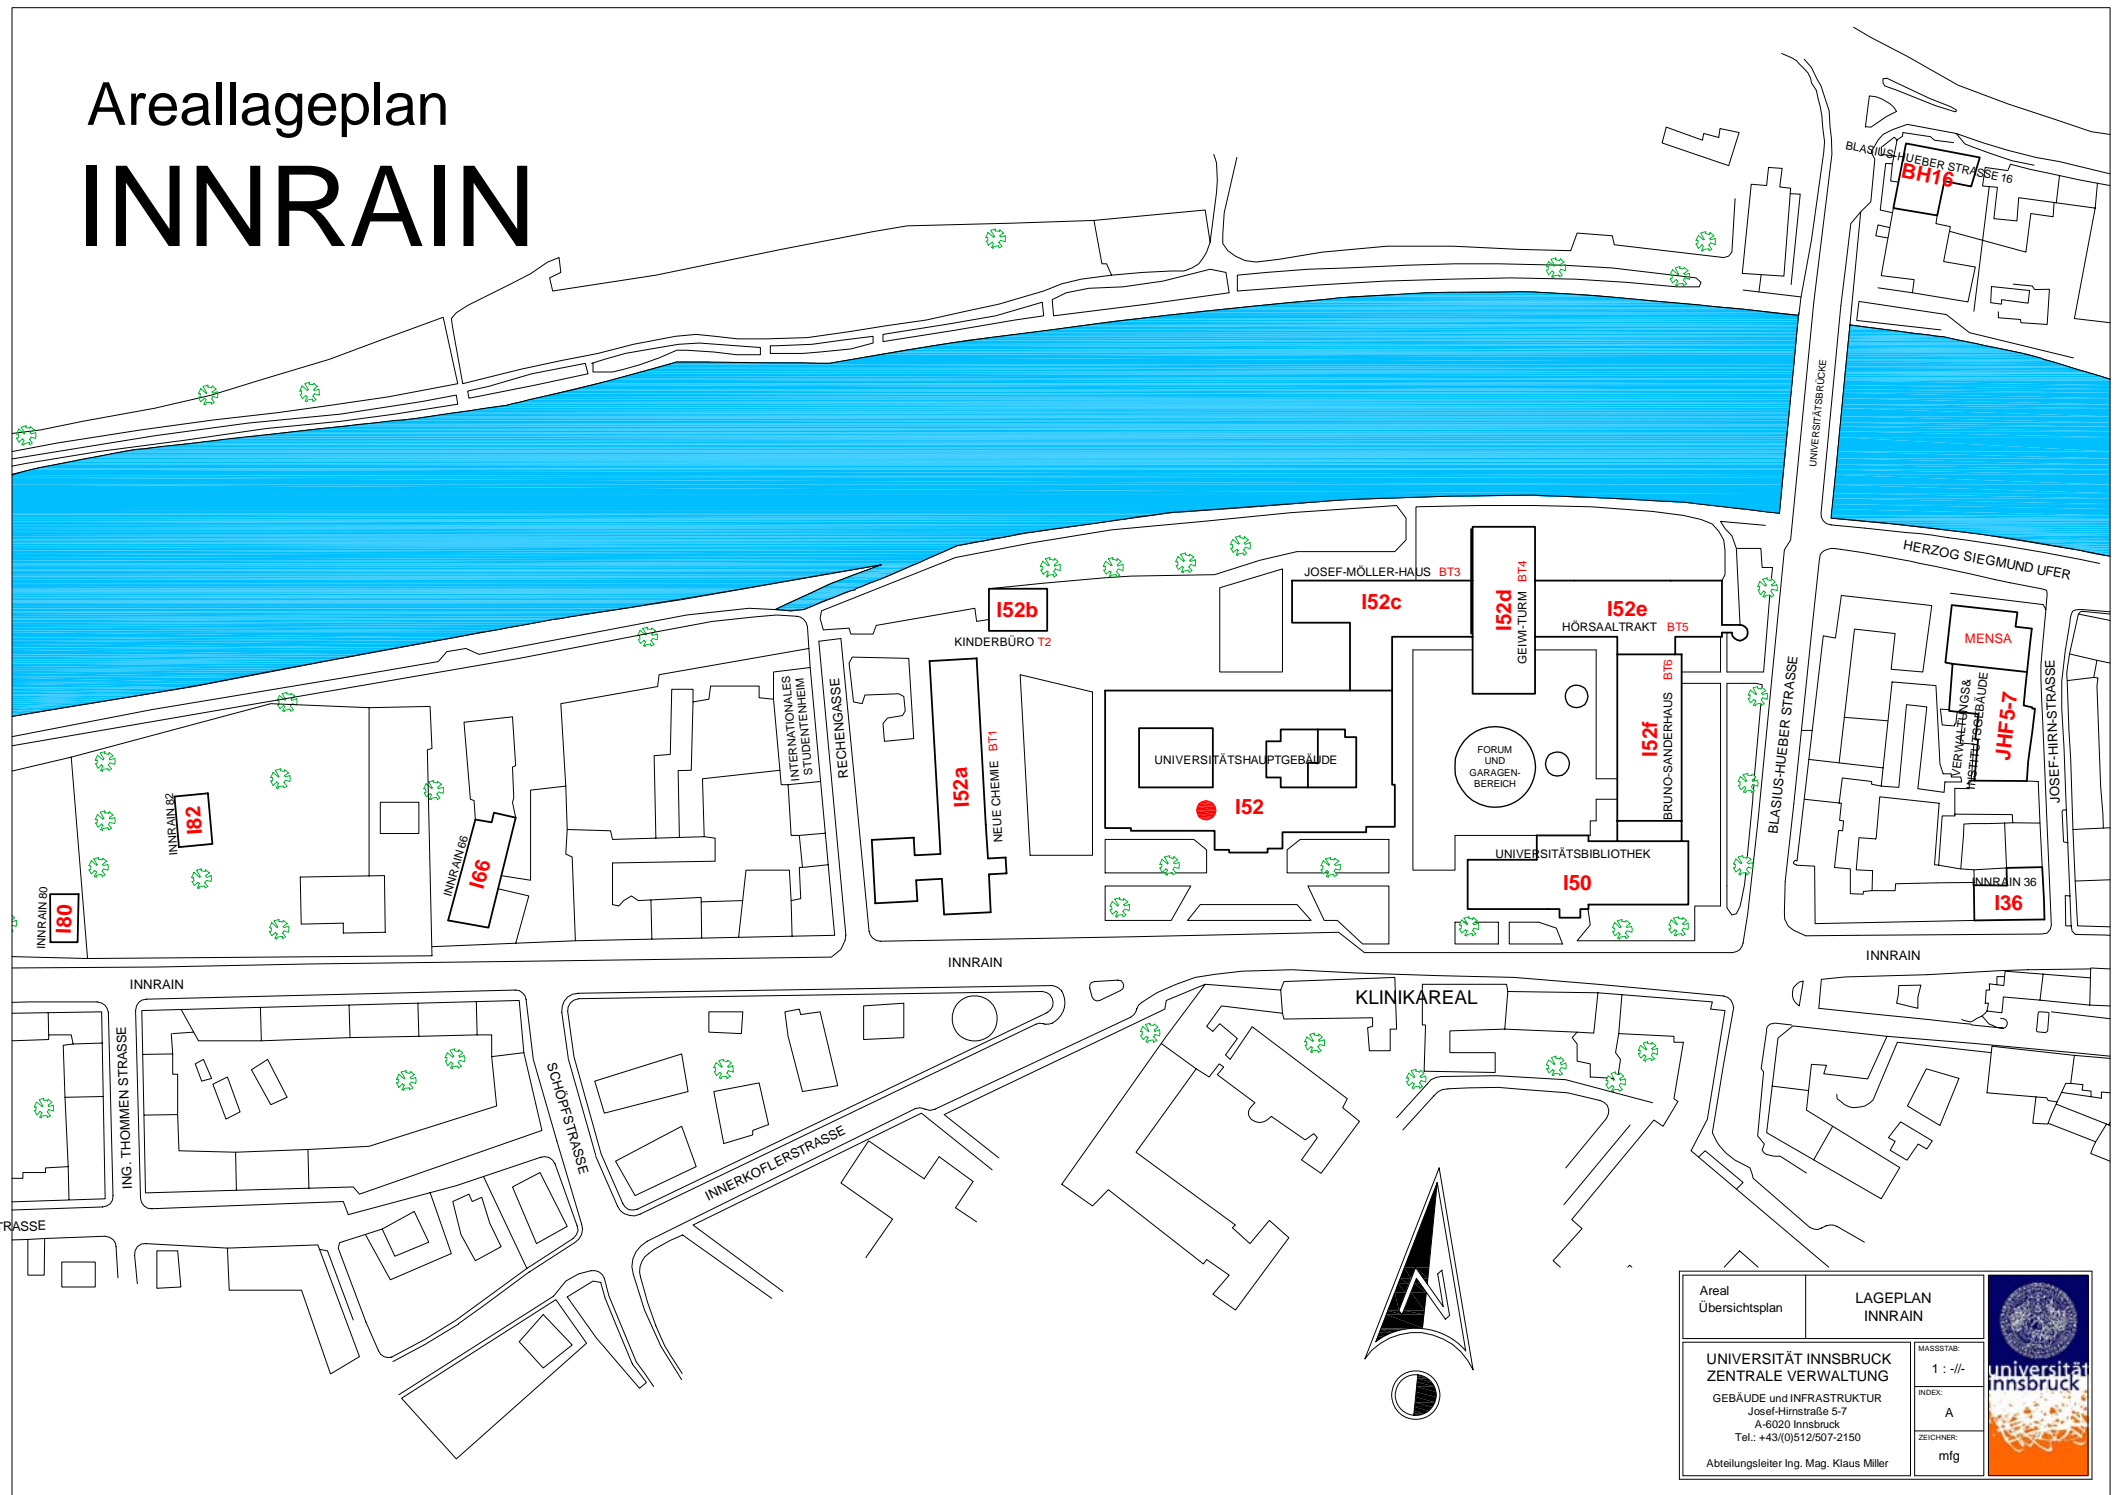 Areallageplan
INNRAIN
BLASIUS-HUEBER STRASSE 16
BH16
UNIVERSITÄTSBRÜCKE
HERZOG SIEGMUND UFER
JOSEF-MÖLLER-HAUS BT3
I52c
I52d
GEIWI-TURM BT4
I52e
HÖRSAALTRAKT BT5
I52b
KINDERBÜRO T2
MENSA
VERWALTUNGS&
INSTITUTSGEBÄUDE
JHF5-7
JOSEF-HIRN-STRASSE
BLASIUS-HUEBER STRASSE
BRUNO-SANDERHAUS BT6
I52f
INTERNATIONALES
STUDENTENHEIM
RECHENGASSE
I52a
NEUE CHEMIE BT1
UNIVERSITÄTSHAUPTGEBÄUDE
I52
FORUM
UND
GARAGEN-
BEREICH
UNIVERSITÄTSBIBLIOTHEK
I50
INNRAIN 36
I36
INNRAIN 82
I82
INNRAIN 66
I66
INNRAIN 80
I80
INNRAIN
INNRAIN
INNRAIN
KLINIKAREAL
ING. THOMMEN STRASSE
SCHÖPFSTRASSE
INNERKOFLERSTRASSE
TRASSE
N
Areal
Übersichtsplan
LAGEPLAN
INNRAIN
UNIVERSITÄT INNSBRUCK
ZENTRALE VERWALTUNG
GEBÄUDE und INFRASTRUKTUR
Josef-Hirnstraße 5-7
A-6020 Innsbruck
Tel.: +43/(0)512/507-2150
Abteilungsleiter Ing. Mag. Klaus Miller
MASSSTAB:
1 : -//-
INDEX:
A
ZEICHNER:
mfg
universität
innsbruck